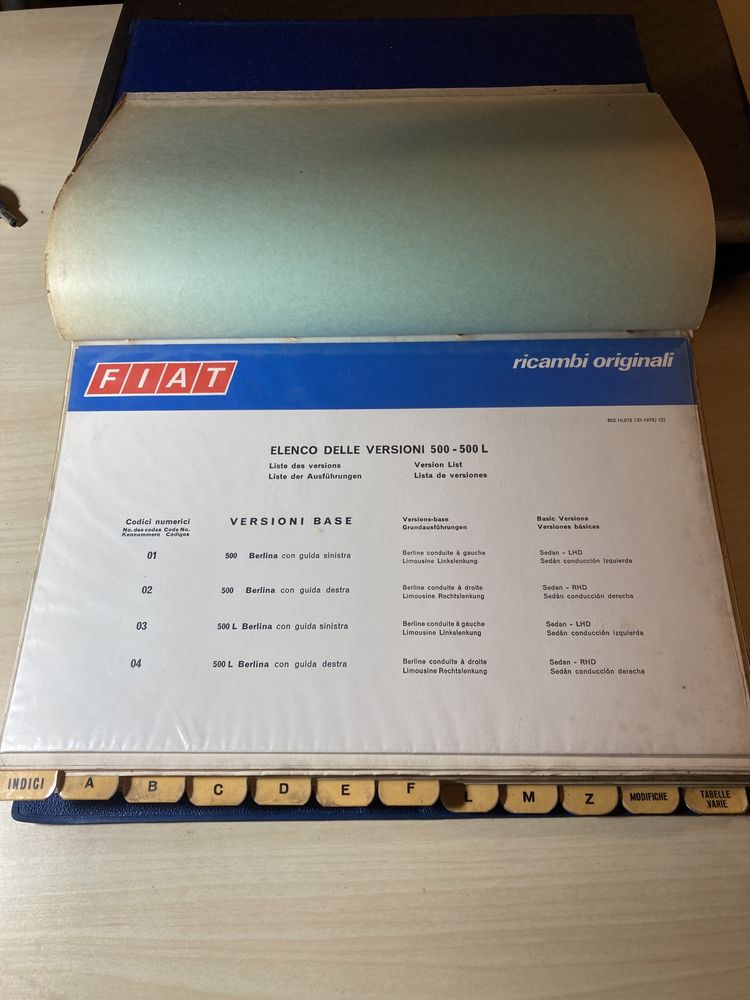 FIAT
ricambi originali
603.10.075 (XI-1970) (3)
ELENCO DELLE VERSIONI 500 - 500 L
Liste des versions Version List
Liste der Ausführungen Lista de versiones
Codici numerici VERSIONI BASE Versions-base Basic Versions
No. des codes Code No. Grundausführungen Versiones básicas
Kennummern Códigos
01 500 Berlina con guida sinistra Berline conduite à gauche Sedan - LHD
Limousine Linkslenkung Sedán conducción izquierda
02 500 Berlina con guida destra Berline conduite à droite Sedan - RHD
Limousine Rechtslenkung Sedán conducción derecha
03 500 L Berlina con guida sinistra Berline conduite à gauche Sedan - LHD
Limousine Linkslenkung Sedán conducción izquierda
04 500 L Berlina con guida destra Berline conduite à droite Sedan - RHD
Limousine Rechtslenkung Sedán conducción derecha
INDICI A B C D E F L M Z MODIFICHE TABELLE
VARIE